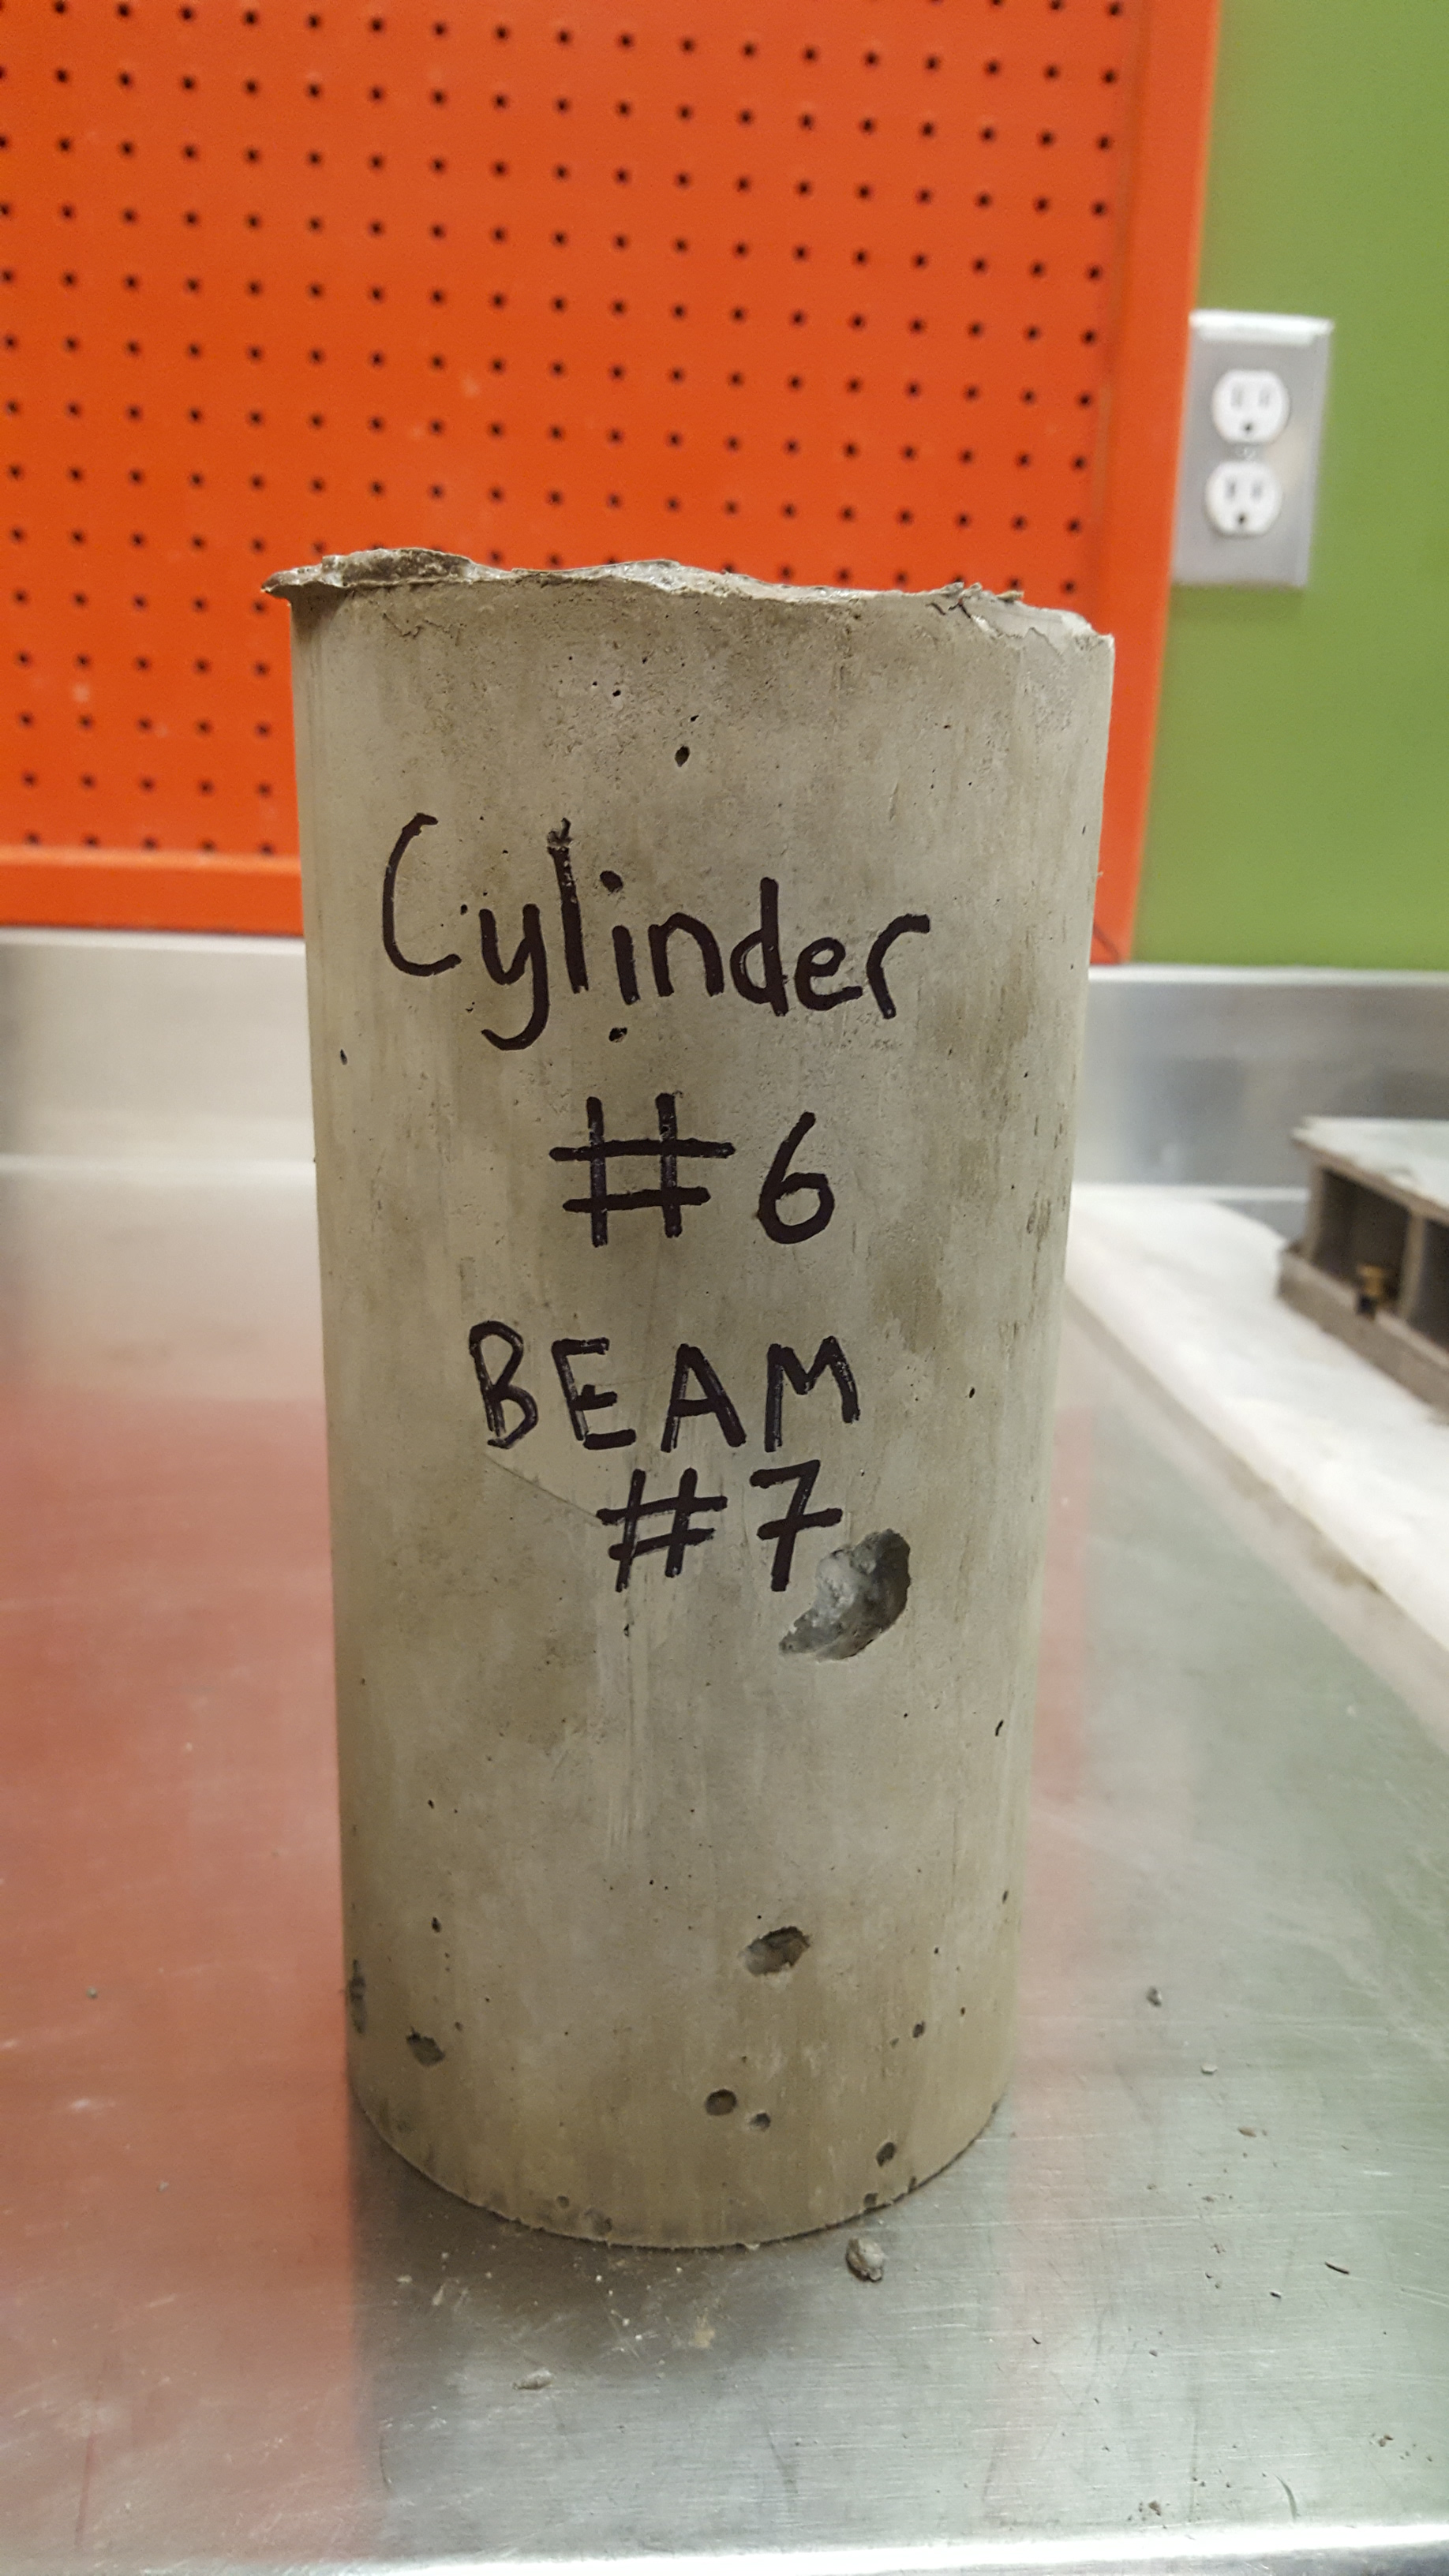 Cylinder
#6
BEAM
#7